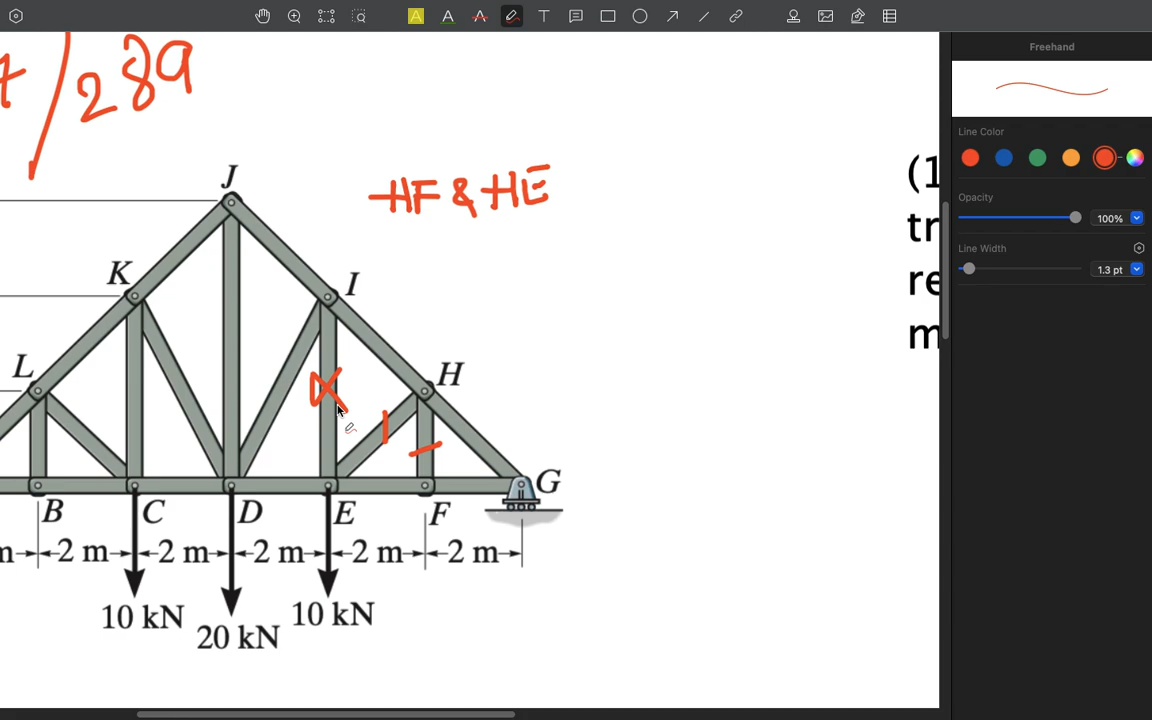 Freehand
/289
Line Color
(1
J
HF & HE
Opacity
100%
tr
Line Width
K
I
1.3 pt
re
m
L
H
G
B
C
D
E
F
m
2 m
2 m
2 m
2 m
2 m
10 kN
20 kN
10 kN